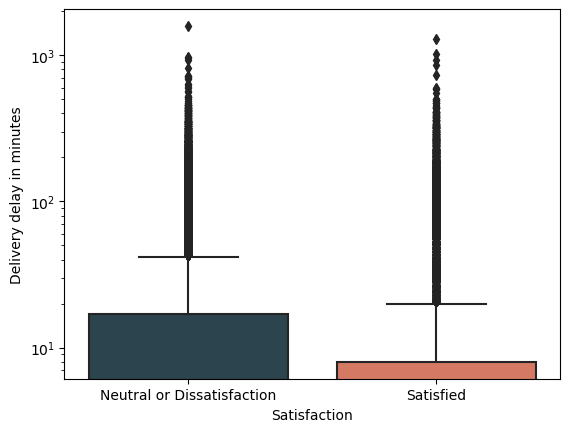 Delivery delay in minutes
10³
10²
10¹
Neutral or Dissatisfaction Satisfied
Satisfaction